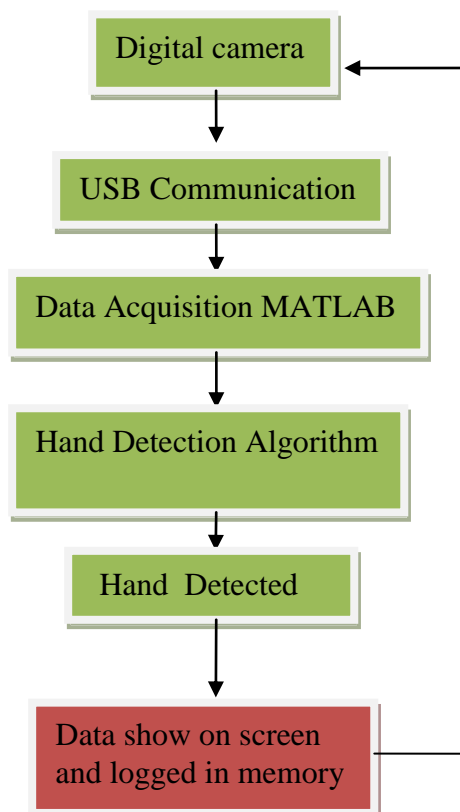 Digital camera
USB Communication
Data Acquisition MATLAB
Hand Detection Algorithm
Hand Detected
Data show on screen
and logged in memory